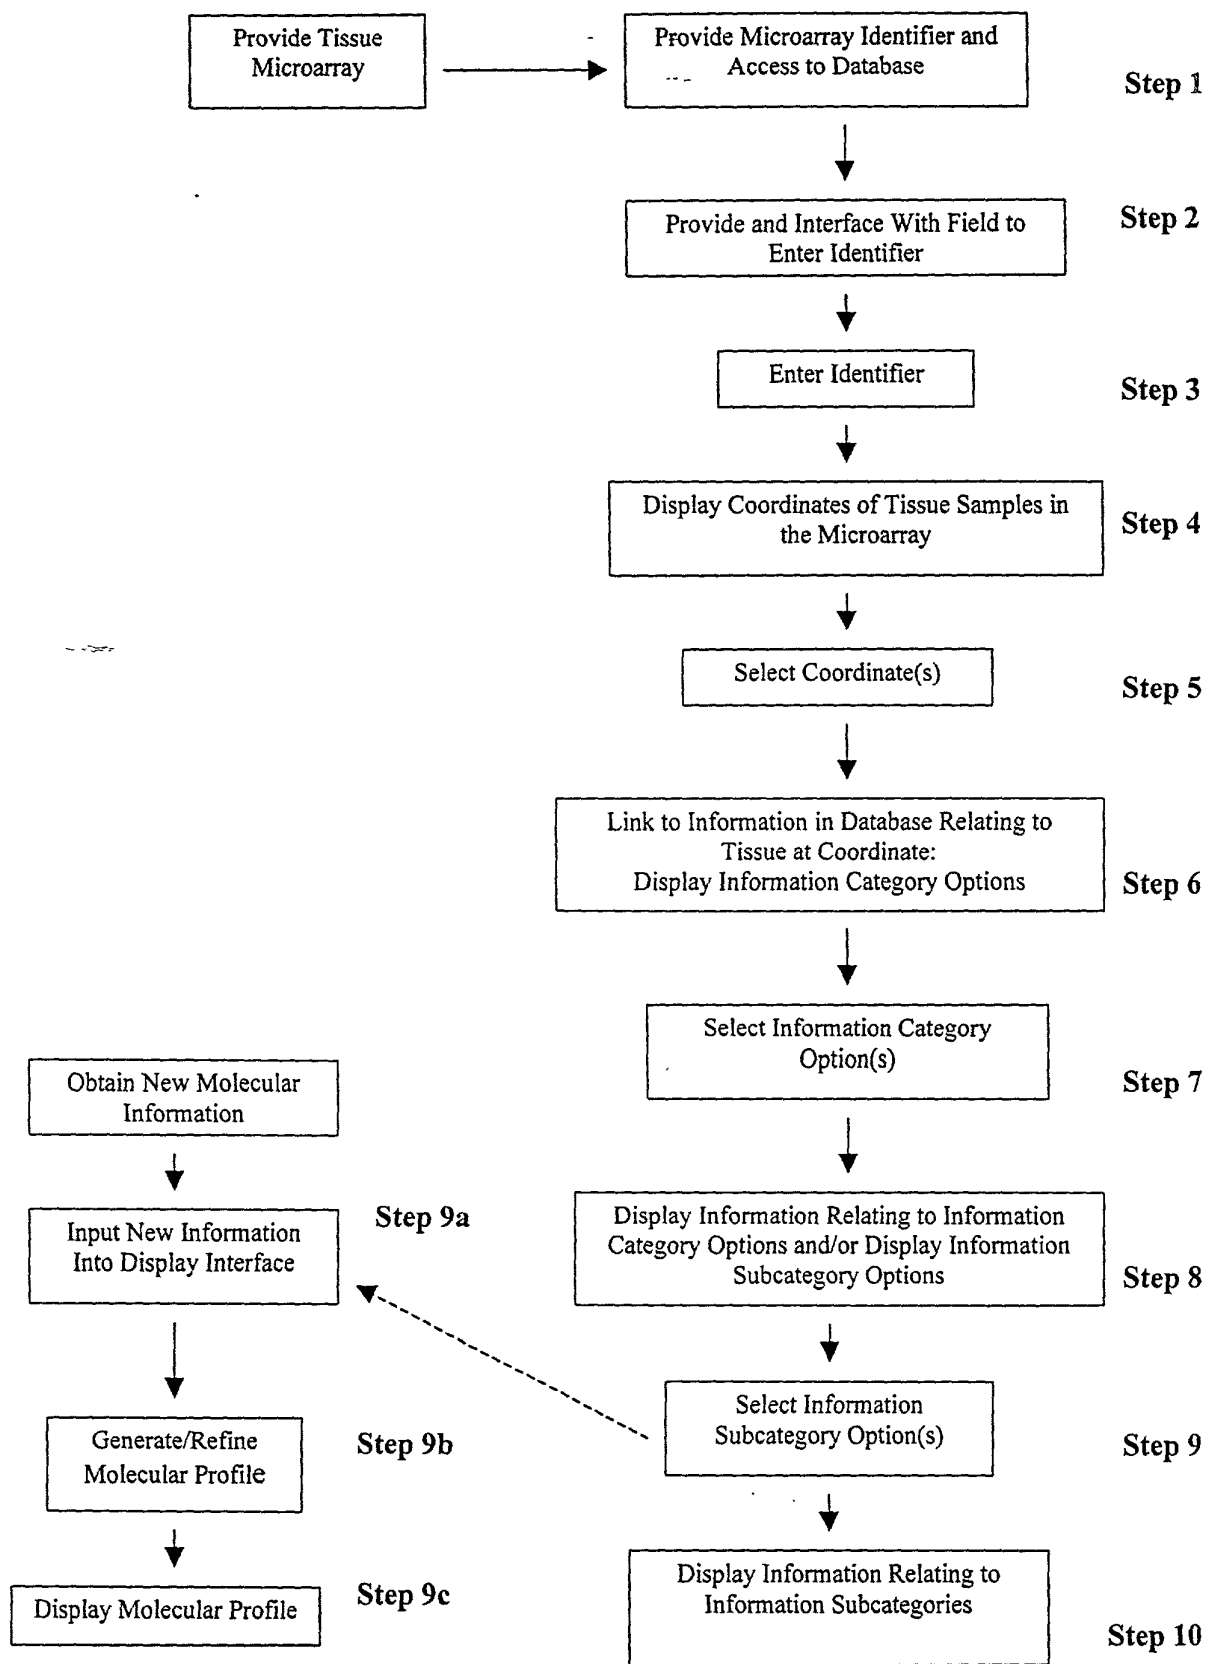 Provide Tissue
Microarray
Provide Microarray Identifier and
Access to Database
Step 1
Provide and Interface With Field to
Enter Identifier
Step 2
Enter Identifier
Step 3
Display Coordinates of Tissue Samples in
the Microarray
Step 4
Select Coordinate(s)
Step 5
Link to Information in Database Relating to
Tissue at Coordinate:
Display Information Category Options
Step 6
Select Information Category
Option(s)
Step 7
Obtain New Molecular
Information
Input New Information
Into Display Interface
Step 9a
Display Information Relating to Information
Category Options and/or Display Information
Subcategory Options
Step 8
Generate/Refine
Molecular Profile
Step 9b
Select Information
Subcategory Option(s)
Step 9
Display Molecular Profile
Step 9c
Display Information Relating to
Information Subcategories
Step 10